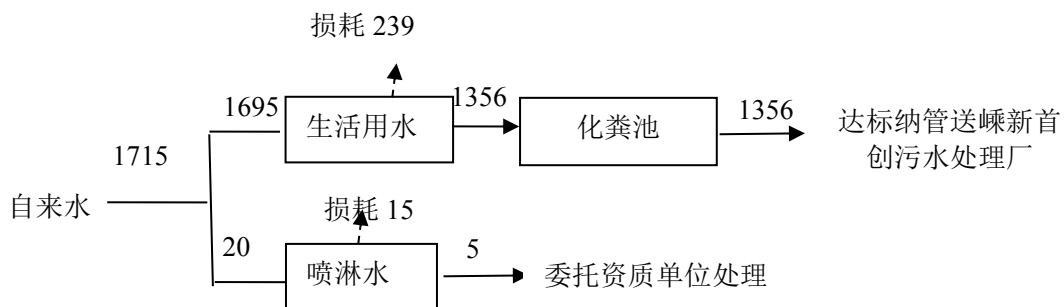 损耗 239
1695
生活用水
1356
化粪池
1356
达标纳管送嵊新首
创污水处理厂
1715
自来水
损耗 15
20
喷淋水
5
委托资质单位处理